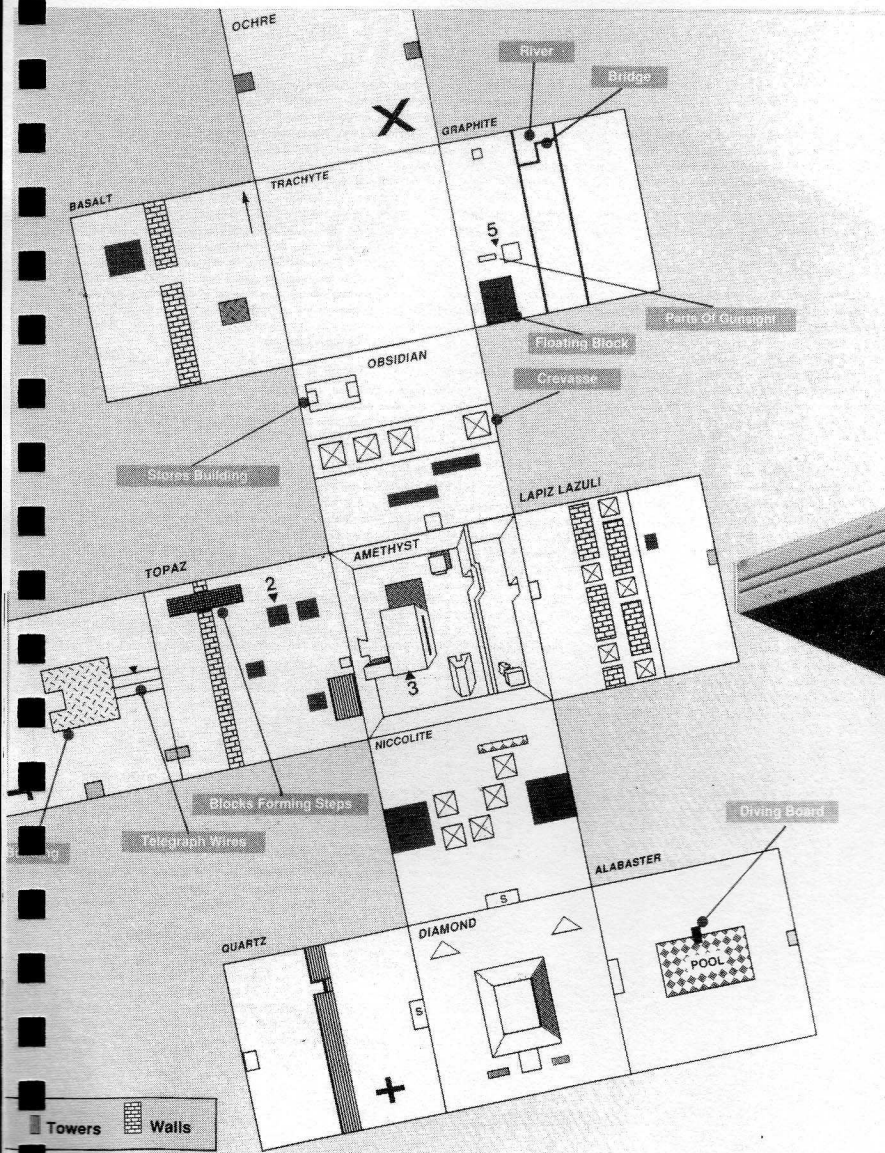 OCHRE
River
Bridge
GRAPHITE
TRACHYTE
BASALT
5
Parts Of Gunsight
Floating Block
OBSIDIAN
Crevasse
Stores Building
LAPIZ LAZULI
AMETHYST
TOPAZ
2
3
NICCOLITE
Blocks Forming Steps
Telegraph Wires
Diving Board
ALABASTER
S
DIAMOND
QUARTZ
POOL
S
Towers
Walls